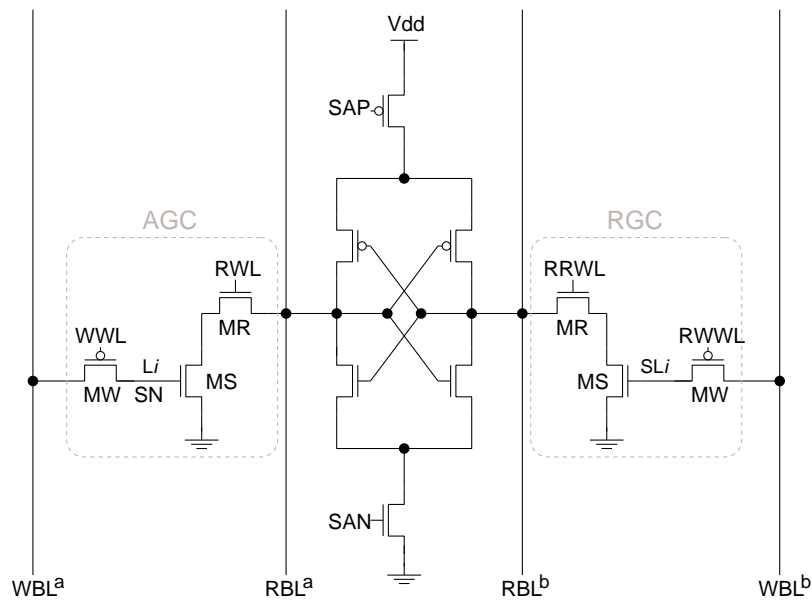 Vdd
SAP
AGC
RGC
RWL
RRWL
WWL
MR
MR
RWWL
Li
MS
MS
SLi
MW
SN
MW
SAN
WBLa
RBLa
RBLb
WBLb